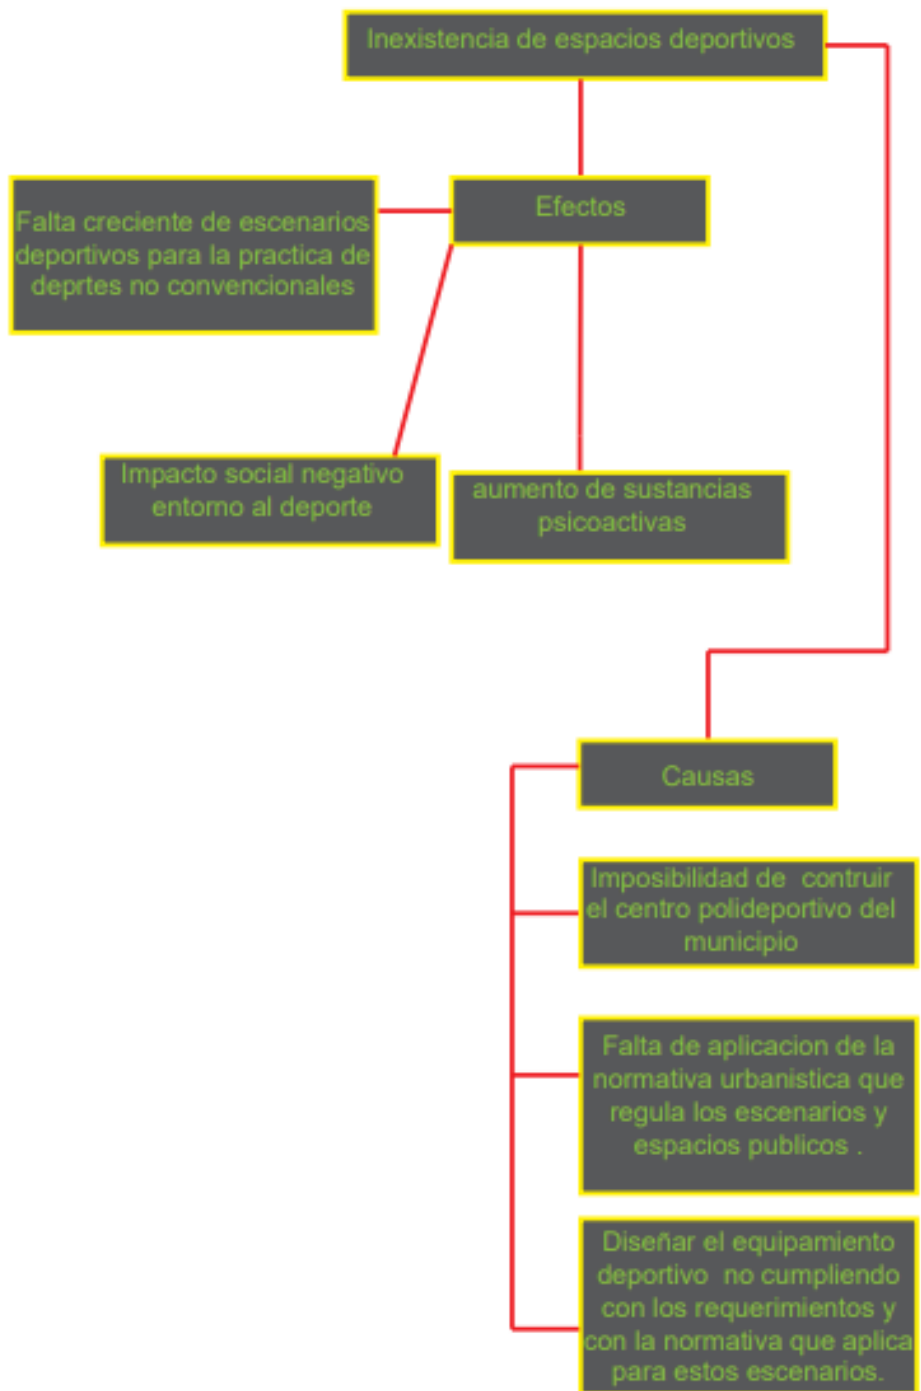 Inexistencia de espacios deportivos
Efectos
Falta creciente de escenarios
deportivos para la practica de
deprtes no convencionales
Impacto social negativo
entorno al deporte
aumento de sustancias
psicoactivas
Causas
Imposibilidad de contruir
el centro polideportivo del
municipio
Falta de aplicacion de la
normativa urbanistica que
regula los escenarios y
espacios publicos .
Diseñar el equipamiento
deportivo no cumpliendo
con los requerimientos y
con la normativa que aplica
para estos escenarios.